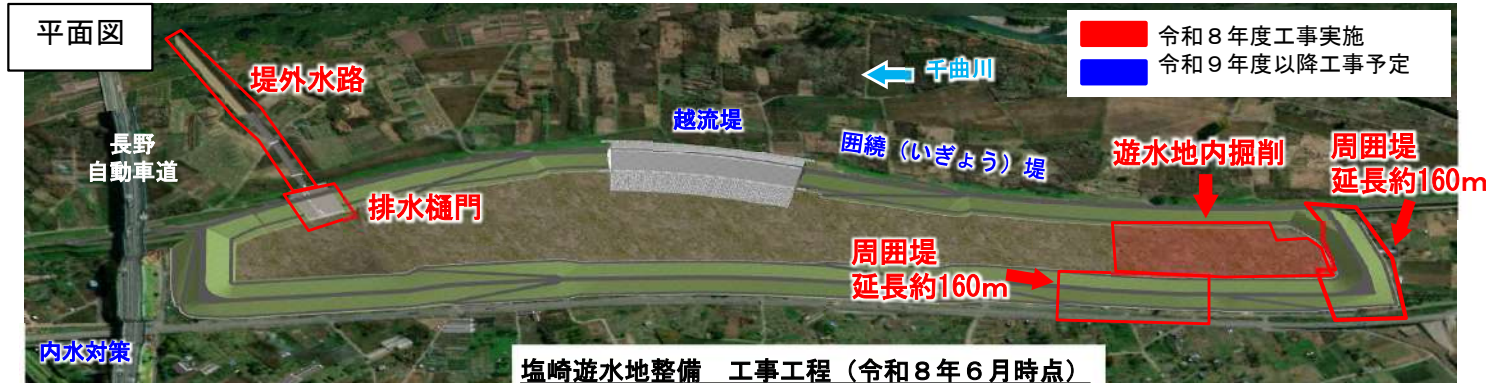 平面図
令和８年度工事実施
令和９年度以降工事予定
堤外水路
千曲川
長野
自動車道
越流堤
囲繞（いぎょう）堤
遊水地内掘削
周囲堤
延長約160ｍ
排水樋門
周囲堤
延長約160ｍ
内水対策
塩崎遊水地整備　工事工程（令和８年６月時点）